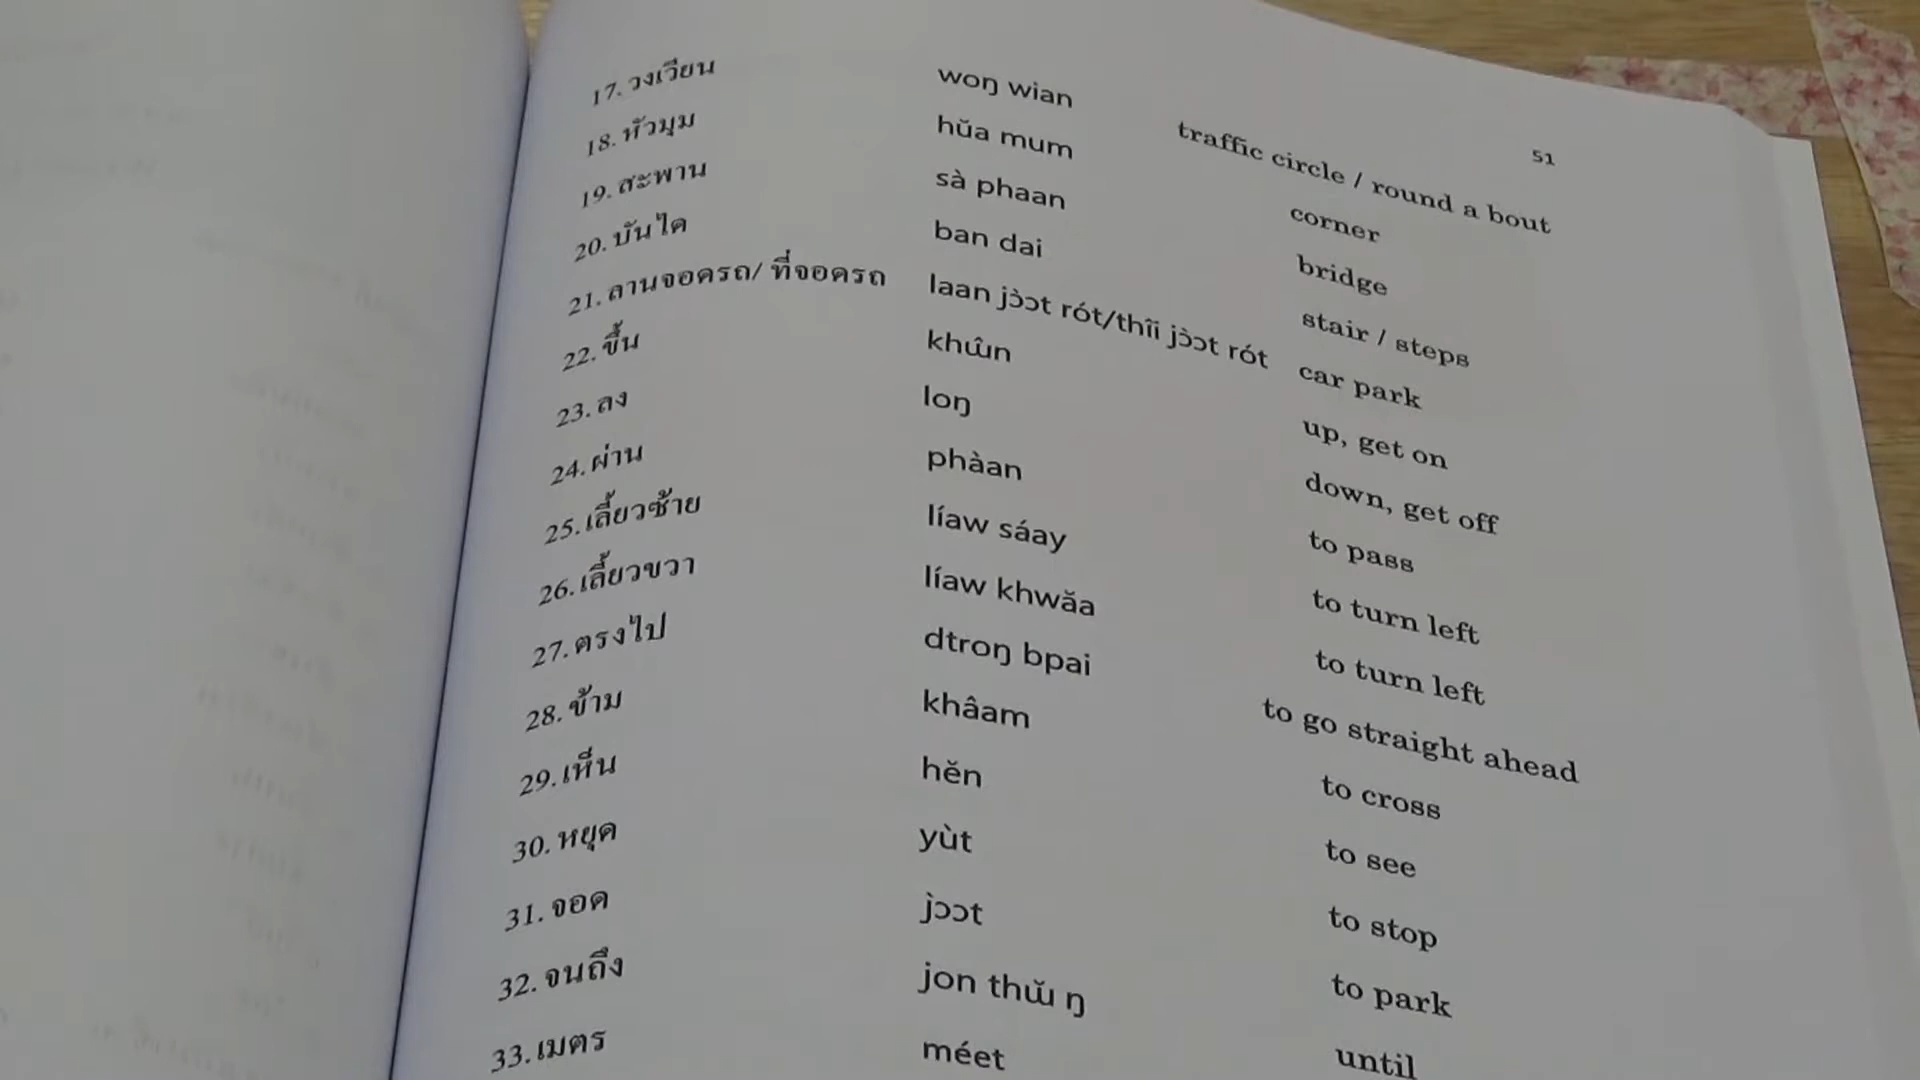 51
17. วงเวียน woŋ wian traffic circle / round a bout
18. หัวมุม hŭa mum corner
19. สะพาน sà phaan bridge
20. บันได ban dai stair / steps
21. ลานจอดรถ/ ที่จอดรถ laan jɔ̀ɔt rót/thîi jɔ̀ɔt rót car park
22. ขึ้น khɯ̂n up, get on
23. ลง loŋ down, get off
24. ผ่าน phàan to pass
25. เลี้ยวซ้าย líaw sáay to turn left
26. เลี้ยวขวา líaw khwăa to turn left
27. ตรงไป dtroŋ bpai to go straight ahead
28. ข้าม khâam to cross
29. เห็น hĕn to see
30. หยุด yùt to stop
31. จอด jɔ̀ɔt to park
32. จนถึง jon thɯ̆ ŋ until
33. เมตร méet